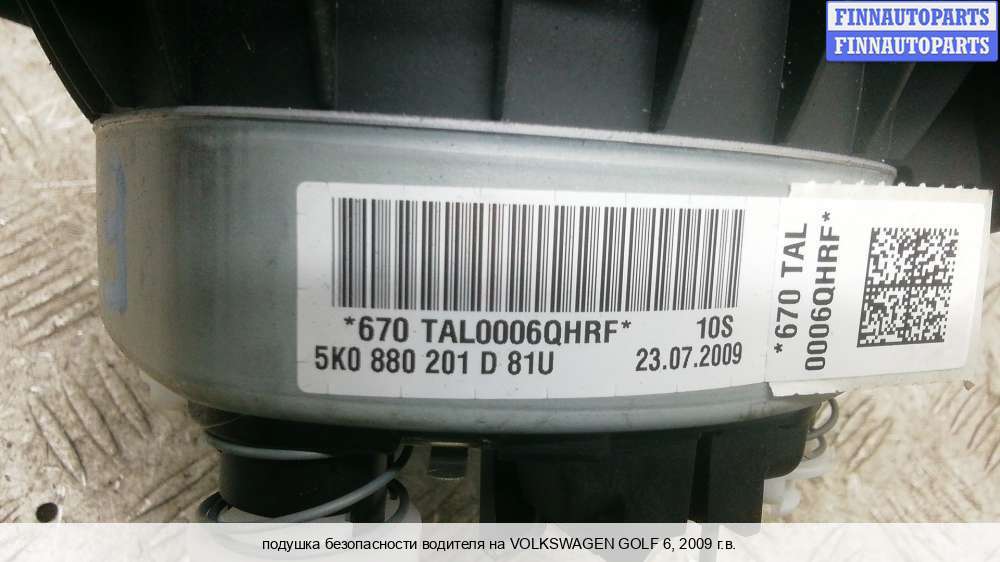 FINNAUTOPARTS
FINNAUTOPARTS
*670 TAL0006QHRF* 10S
5K0 880 201 D 81U 23.07.2009
*670 TAL
0006QHRF*
подушка безопасности водителя на VOLKSWAGEN GOLF 6, 2009 г.в.